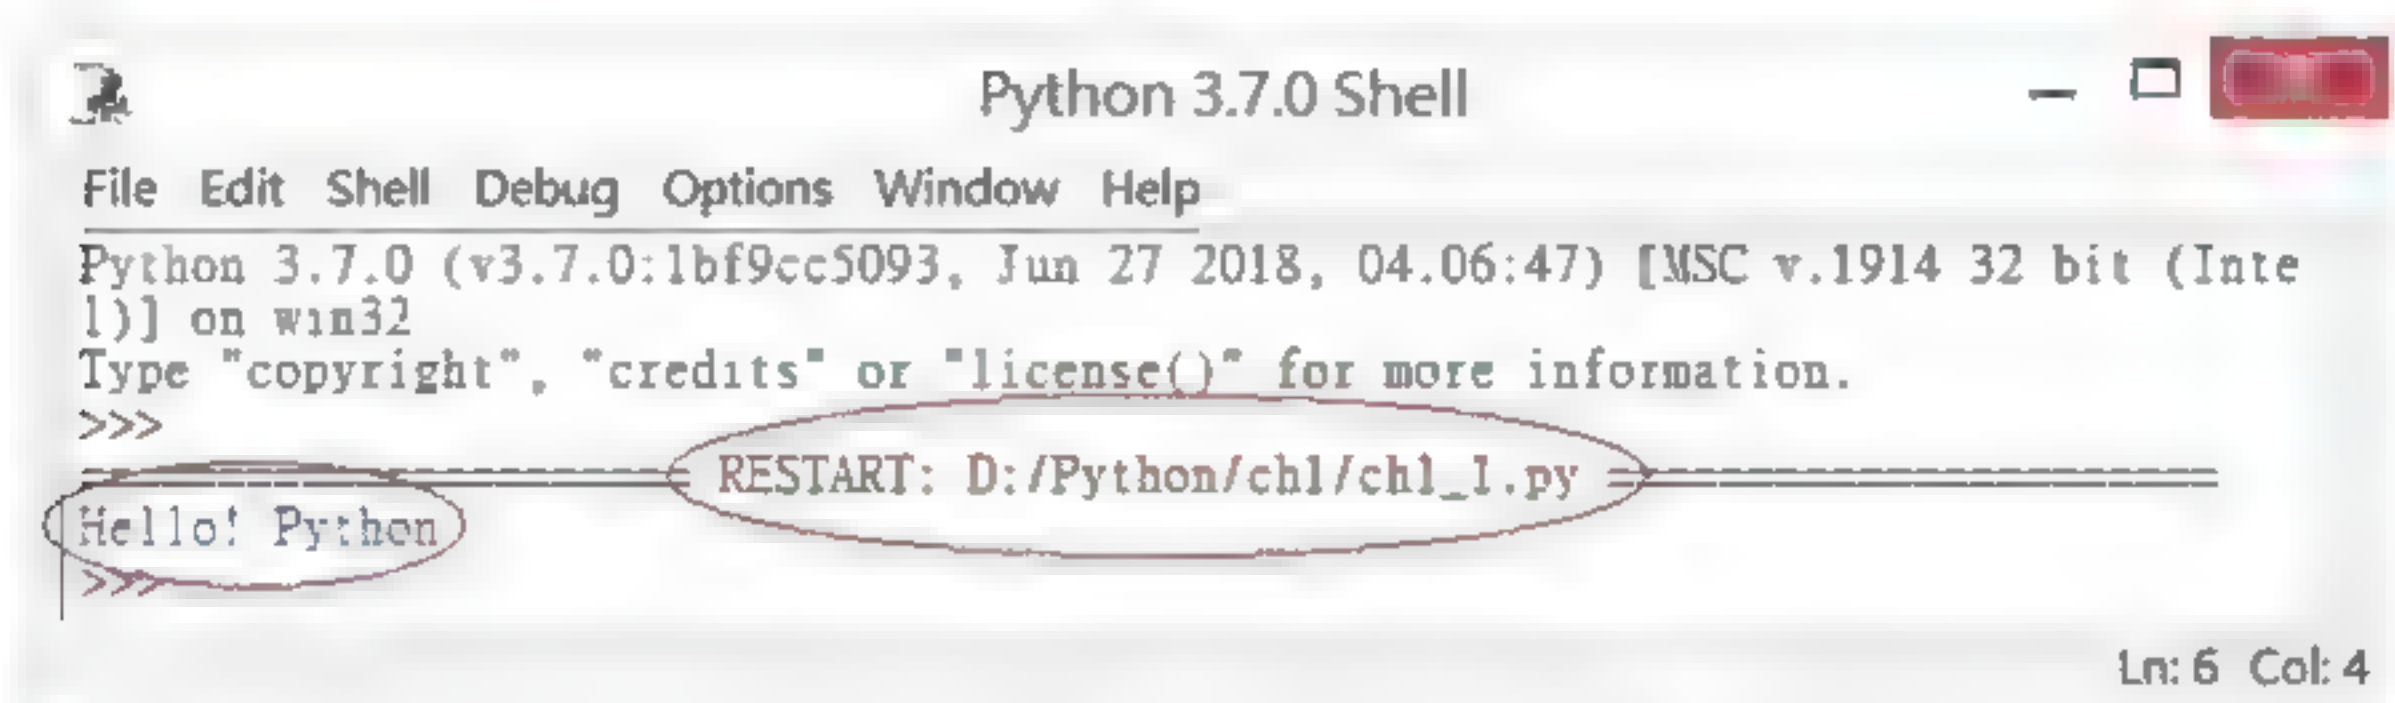 Python 3.7.0 Shell
File Edit Shell Debug Options Window Help
Python 3.7.0 (v3.7.0:1bf9cc5093, Jun 27 2018, 04.06:47) [MSC v.1914 32 bit (Inte
l)] on win32
Type "copyright", "credits" or "license()" for more information.
>>>
=============== RESTART: D:/Python/ch1/ch1_1.py ===============
Hello! Python
>>>
Ln: 6 Col: 4